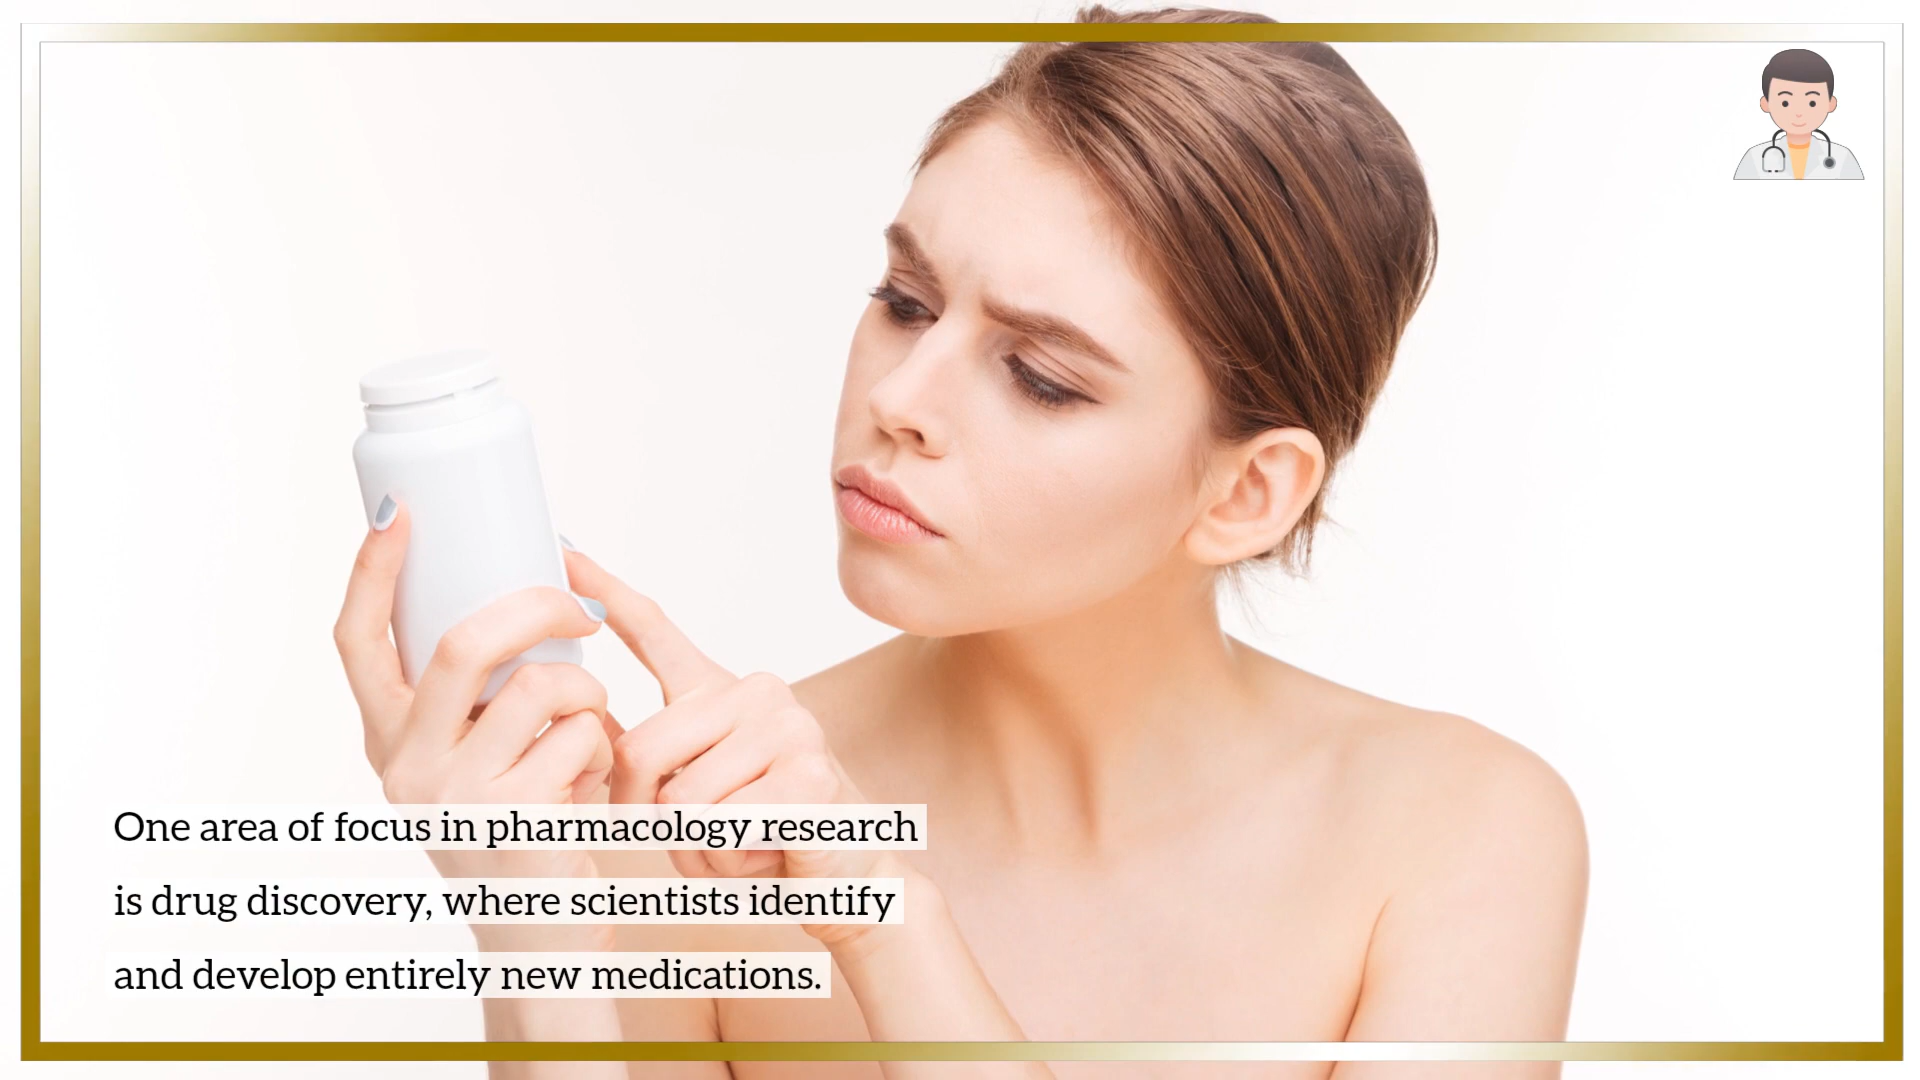 One area of focus in pharmacology research
is drug discovery, where scientists identify
and develop entirely new medications.